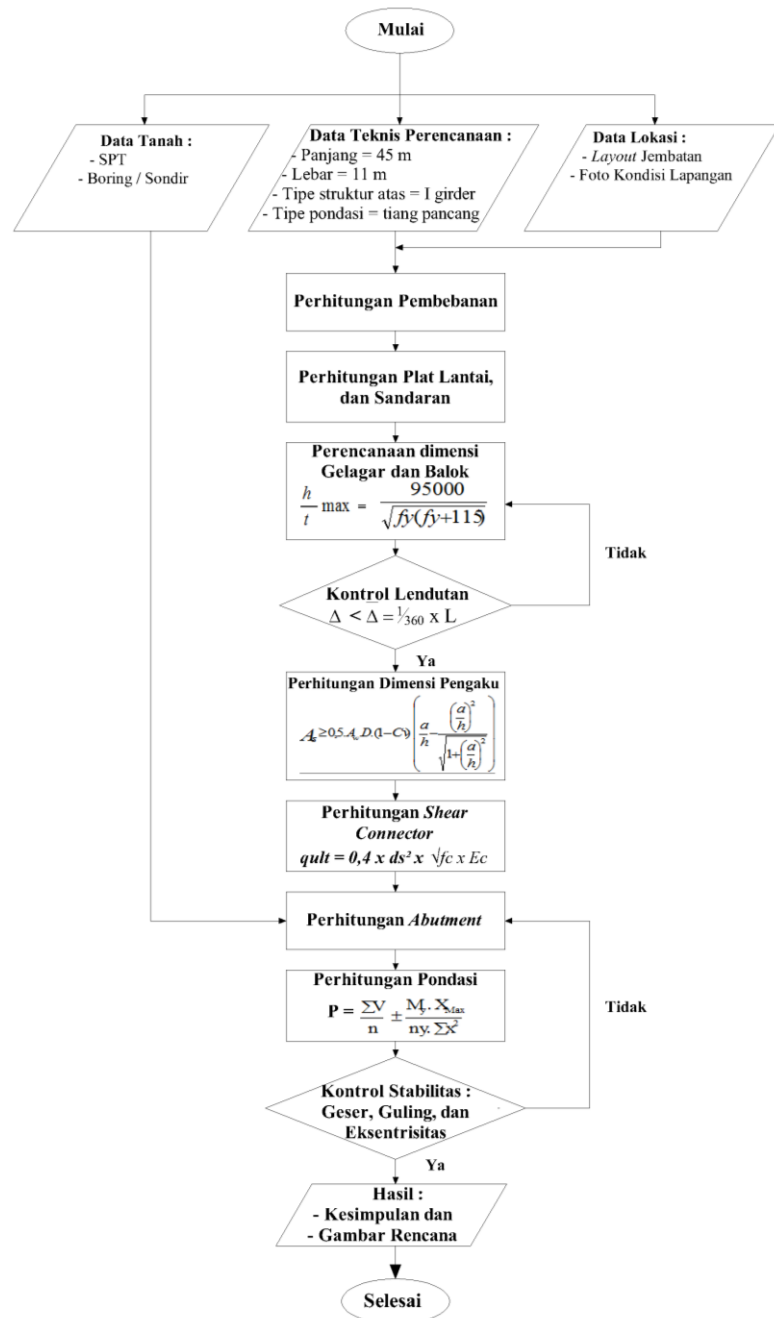 Mulai
Data Tanah :
- SPT
- Boring / Sondir
Data Teknis Perencanaan :
- Panjang = 45 m
- Lebar = 11 m
- Tipe struktur atas = I girder
- Tipe pondasi = tiang pancang
Data Lokasi :
- Layout Jembatan
- Foto Kondisi Lapangan
Perhitungan Pembebanan
Perhitungan Plat Lantai,
dan Sandaran
Perencanaan dimensi
Gelagar dan Balok
h/t max = 95000/√fy(fy+115)
Tidak
Kontrol Lendutan
Δ < Δ̅ = 1/360 x L
Ya
Perhitungan Dimensi Pengaku
≥ 0,5 (a/h - (a/h)²/√1+(a/h)²)
Perhitungan Shear
Connector
qult = 0,4 x ds² x √fc x Ec
Perhitungan Abutment
Perhitungan Pondasi
P = ΣV/n ± My. XMax/ny. Σx²
Tidak
Kontrol Stabilitas :
Geser, Guling, dan
Eksentrisitas
Ya
Hasil :
- Kesimpulan dan
- Gambar Rencana
Selesai